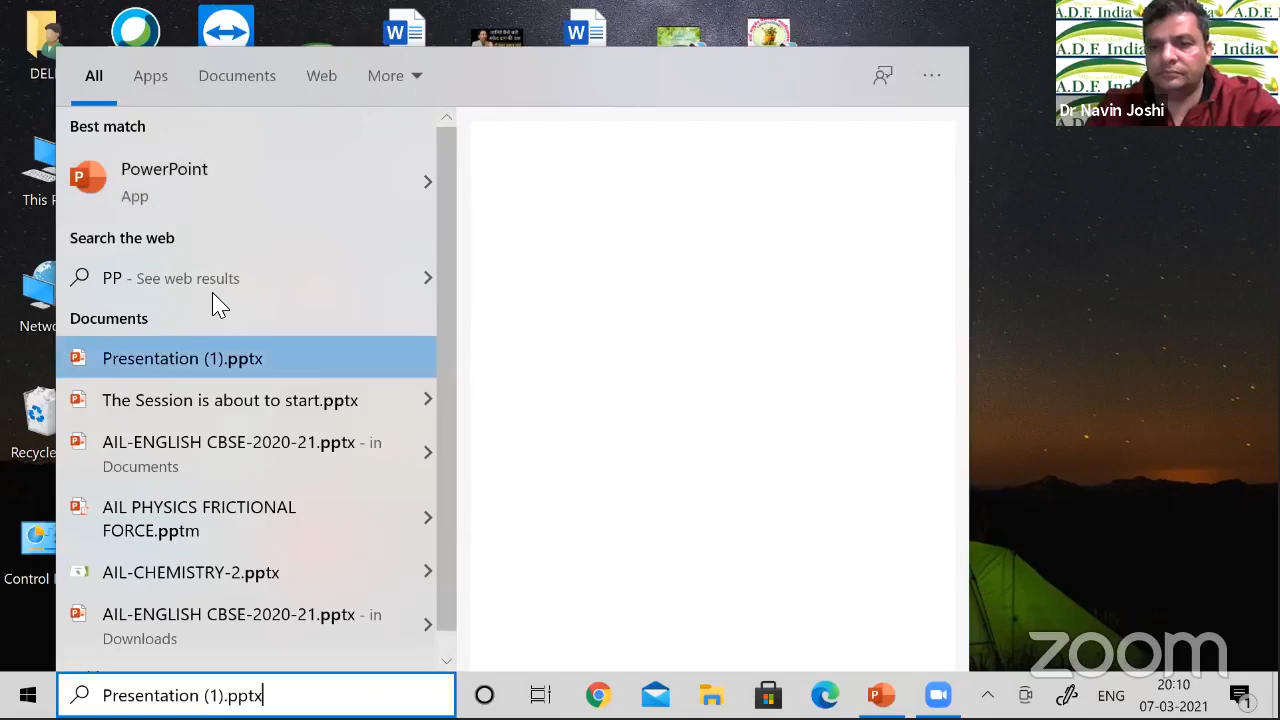 A.D.F. India
A.D.F. India
Dr Navin Joshi
All Apps Documents Web More
Best match
PowerPoint
App
Search the web
PP - See web results
Documents
Presentation (1).pptx
The Session is about to start.pptx
AIL-ENGLISH CBSE-2020-21.pptx - in
Documents
AIL PHYSICS FRICTIONAL
FORCE.pptm
AIL-CHEMISTRY-2.pptx
AIL-ENGLISH CBSE-2020-21.pptx - in
Downloads
DEL
This P
Netwo
Recycle
Control
zoom
Presentation (1).pptx
ENG
20:10
07-03-2021
1